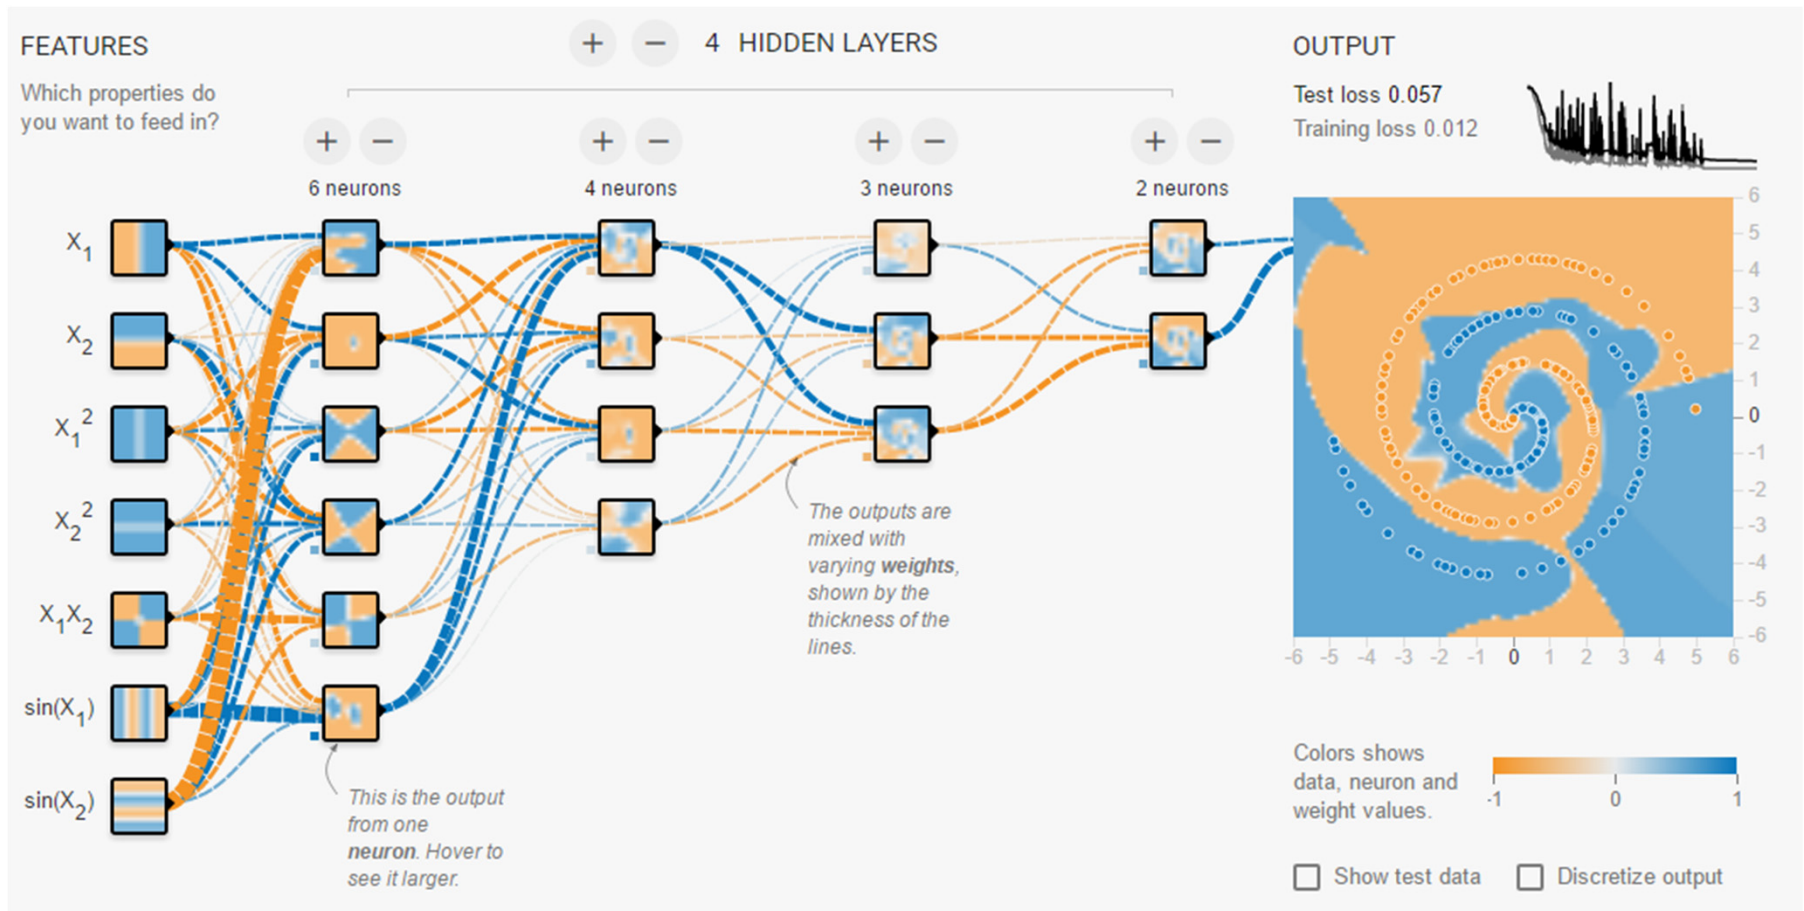 FEATURES
Which properties do
you want to feed in?
+ − 4 HIDDEN LAYERS
+ −
6 neurons
+ −
4 neurons
+ −
3 neurons
+ −
2 neurons
X1
X2
X1²
X2²
X1X2
sin(X1)
sin(X2)
This is the output
from one
neuron. Hover to
see it larger.
The outputs are
mixed with
varying weights,
shown by the
thickness of the
lines.
OUTPUT
Test loss 0.057
Training loss 0.012
6
5
4
3
2
1
0
-1
-2
-3
-4
-5
-6
-6 -5 -4 -3 -2 -1 0 1 2 3 4 5 6
Colors shows
data, neuron and
weight values.
-1 0 1
Show test data
Discretize output